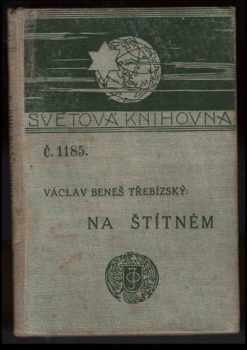 SVĚTOVÁ KNIHOVNA
Č. 1185.
VÁCLAV BENEŠ TŘEBÍZSKÝ:
NA ŠTÍTNÉM